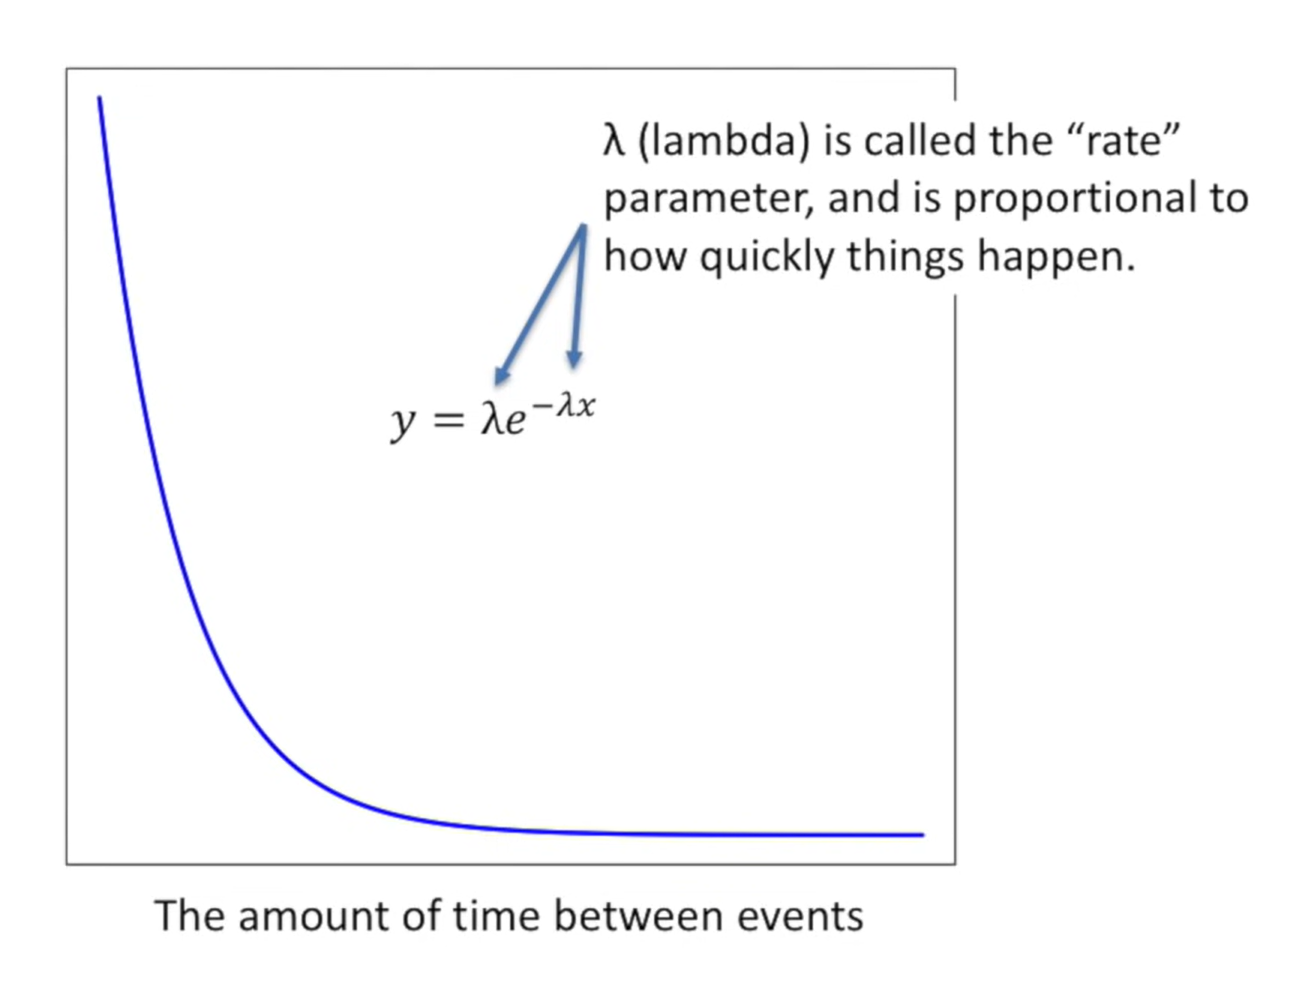 λ (lambda) is called the “rate”
parameter, and is proportional to
how quickly things happen.
y = λe^{−λx}
The amount of time between events